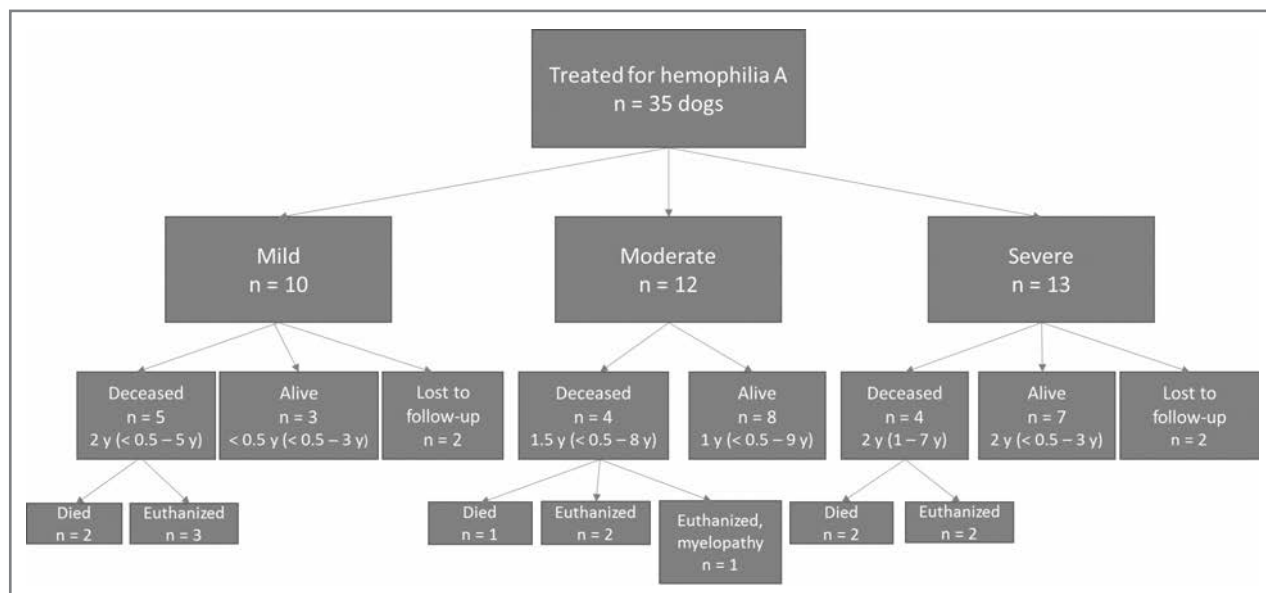 Treated for hemophilia A
n = 35 dogs
Mild
n = 10
Moderate
n = 12
Severe
n = 13
Deceased
n = 5
2 y (< 0.5 – 5 y)
Alive
n = 3
< 0.5 y (< 0.5 – 3 y)
Lost to
follow-up
n = 2
Deceased
n = 4
1.5 y (< 0.5 – 8 y)
Alive
n = 8
1 y (< 0.5 – 9 y)
Deceased
n = 4
2 y (1 – 7 y)
Alive
n = 7
2 y (< 0.5 – 3 y)
Lost to
follow-up
n = 2
Died
n = 2
Euthanized
n = 3
Died
n = 1
Euthanized
n = 2
Euthanized,
myelopathy
n = 1
Died
n = 2
Euthanized
n = 2